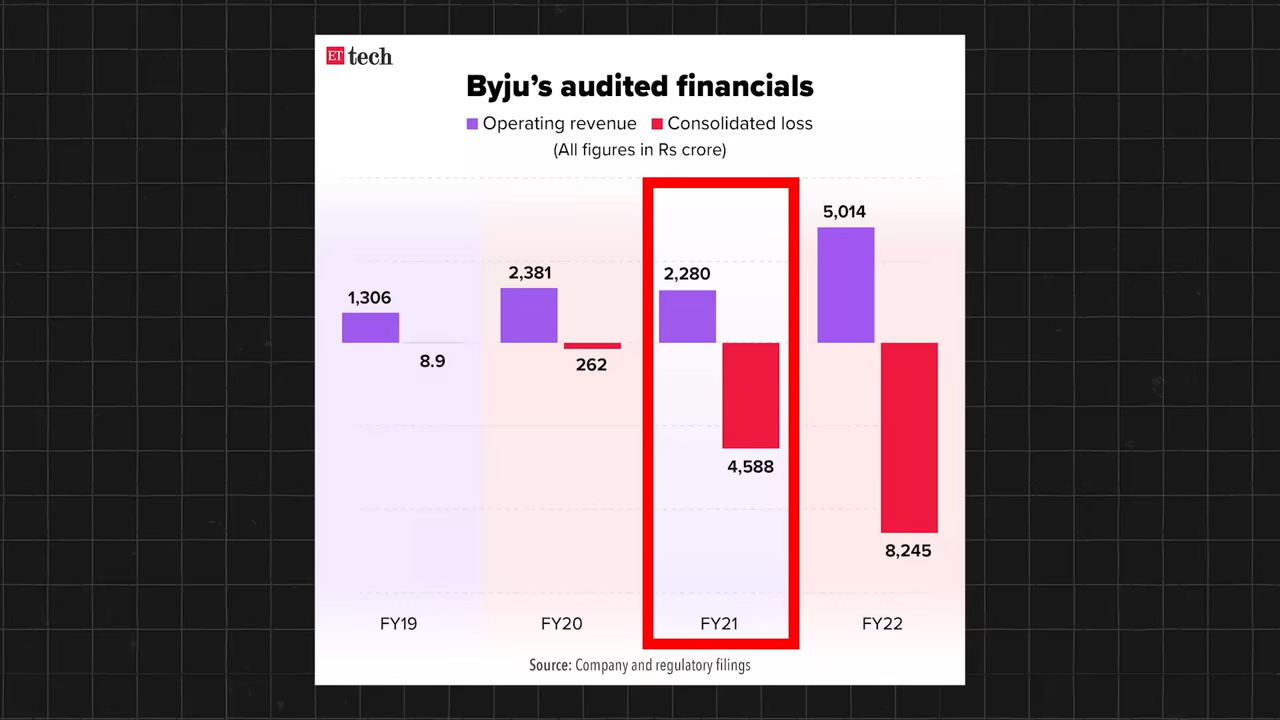 ET tech
Byju's audited financials
Operating revenue Consolidated loss
(All figures in Rs crore)
5,014
2,381
2,280
1,306
8.9
262
4,588
8,245
FY19 FY20 FY21 FY22
Source: Company and regulatory filings